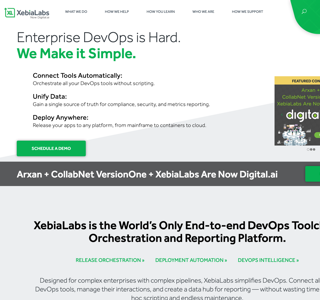 XL XebiaLabs
WHAT WE DO
HOW WE HELP
HOW YOU LEARN
WHO WE ARE
HOW WE SUPPORT
Enterprise DevOps is Hard.
We Make it Simple.
Connect Tools Automatically:
Orchestrate all your DevOps tools without scripting.
Unify Data:
Gain a single source of truth for compliance, security, and metrics reporting.
Deploy Anywhere:
Release your apps to any platform, from mainframe to containers to cloud.
SCHEDULE A DEMO
FEATURED CON
Arxan +
CollabNet Version
XebiaLabs Are Now
digital
Arxan + CollabNet VersionOne + XebiaLabs Are Now Digital.ai
XebiaLabs is the World's Only End-to-end DevOps Toolc
Orchestration and Reporting Platform.
RELEASE ORCHESTRATION »
DEPLOYMENT AUTOMATION »
DEVOPS INTELLIGENCE »
Designed for complex enterprises with complex pipelines, XebiaLabs simplifies DevOps. Connect al
DevOps tools, manage their interactions, and create a data hub for reporting — without wasting time
hoc scripting and endless maintenance.